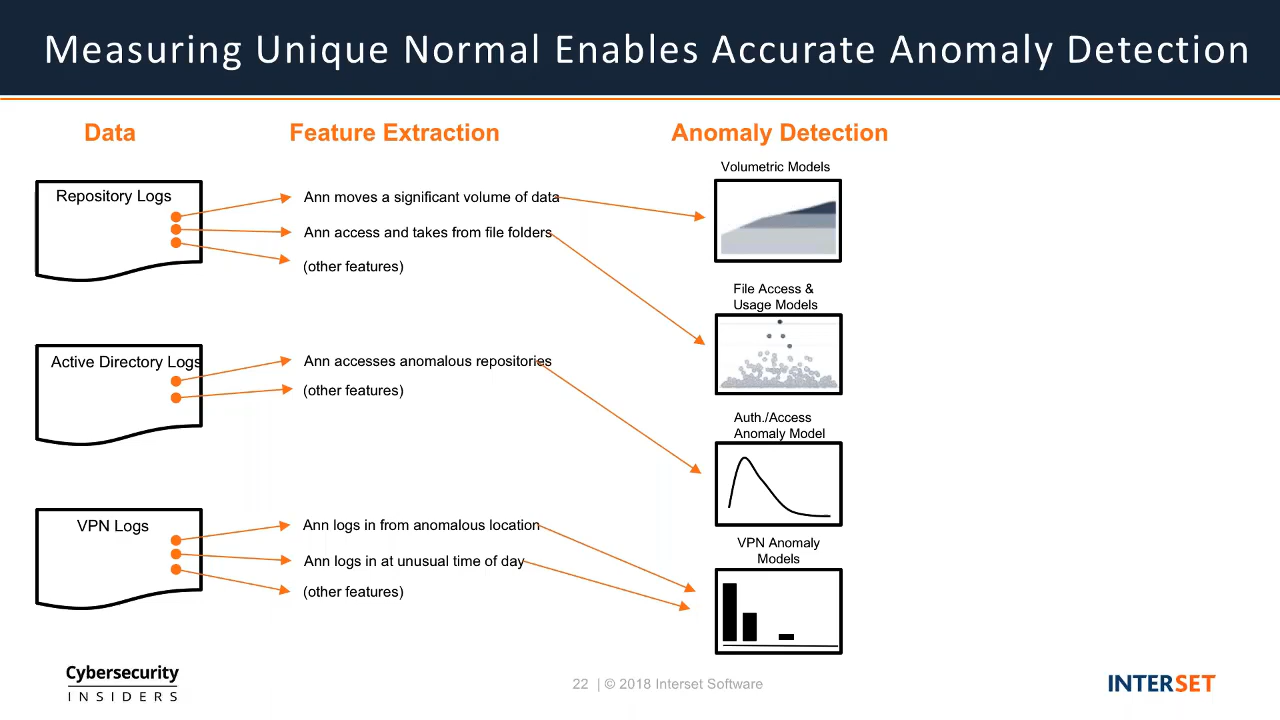 Measuring Unique Normal Enables Accurate Anomaly Detection
Data
Feature Extraction
Anomaly Detection
Repository Logs
Ann moves a significant volume of data
Ann access and takes from file folders
(other features)
Volumetric Models
File Access &
Usage Models
Active Directory Logs
Ann accesses anomalous repositories
(other features)
Auth./Access
Anomaly Model
VPN Logs
Ann logs in from anomalous location
Ann logs in at unusual time of day
(other features)
VPN Anomaly
Models
Cybersecurity
INSIDERS
22 | © 2018 Interset Software
INTERSET